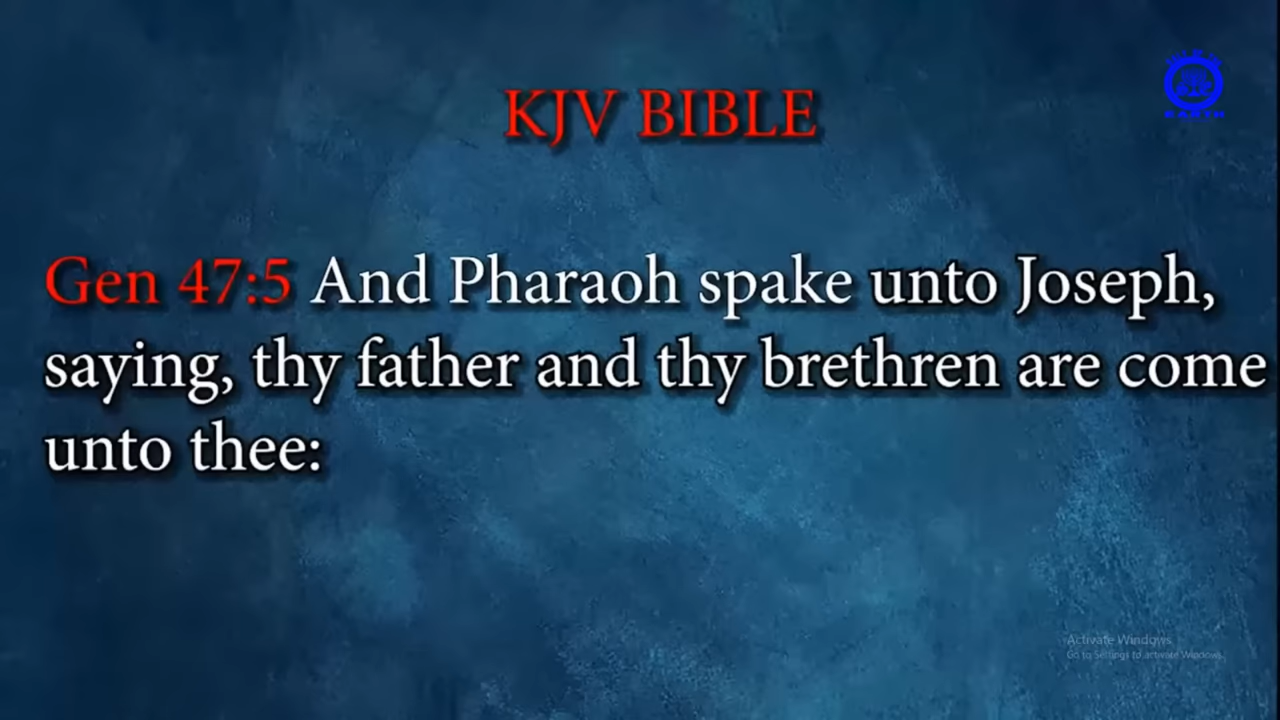 KJV BIBLE
Gen 47:5 And Pharaoh spake unto Joseph,
saying, thy father and thy brethren are come
unto thee:
EARTH
Activate Windows
Go to Settings to activate Windows.